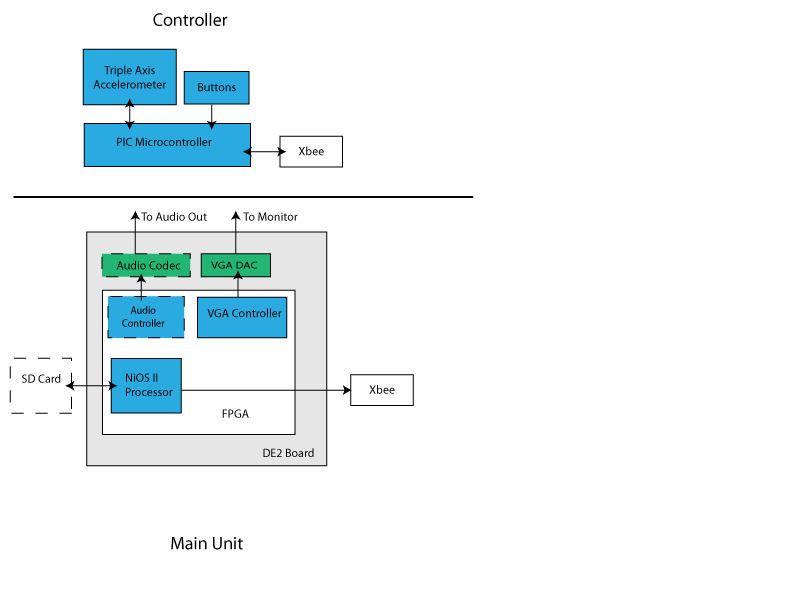 Controller
Triple Axis
Accelerometer
Buttons
PIC Microcontroller
Xbee
To Audio Out
To Monitor
Audio Codec
VGA DAC
Audio
Controller
VGA Controller
SD Card
NiOS II
Processor
Xbee
FPGA
DE2 Board
Main Unit